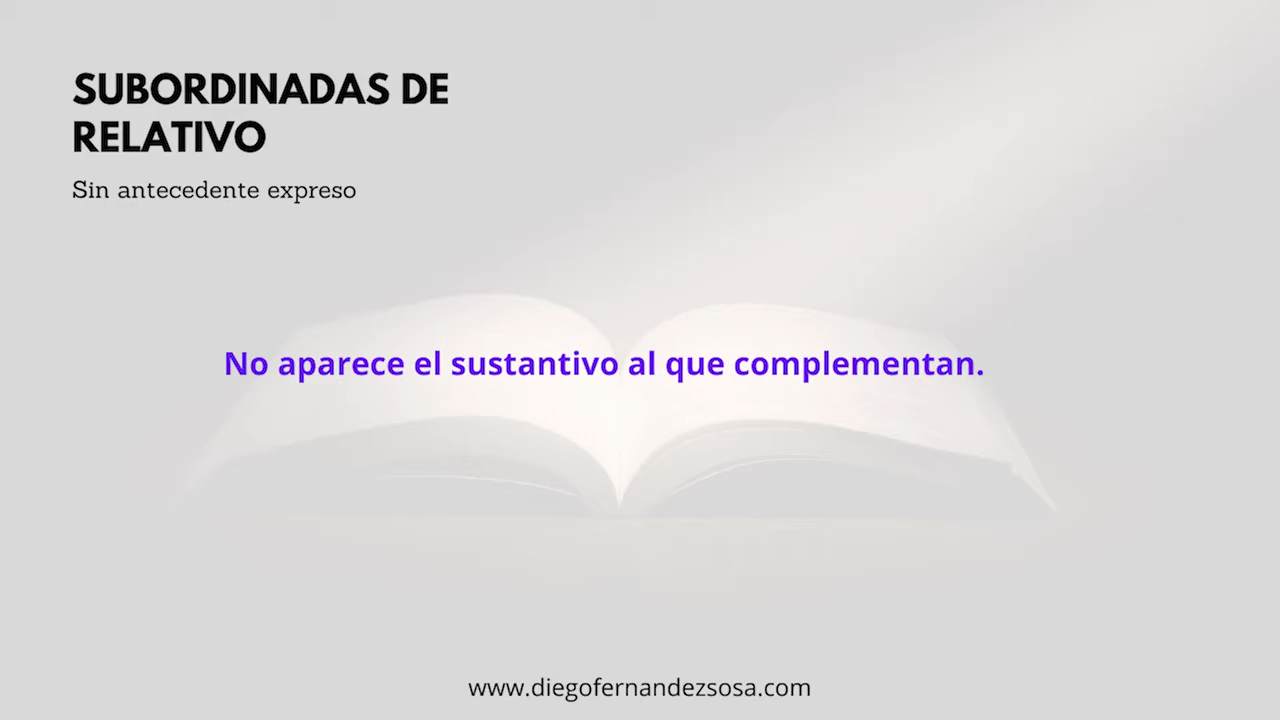 SUBORDINADAS DE
RELATIVO
Sin antecedente expreso
No aparece el sustantivo al que complementan.
www.diegofernandezsosa.com